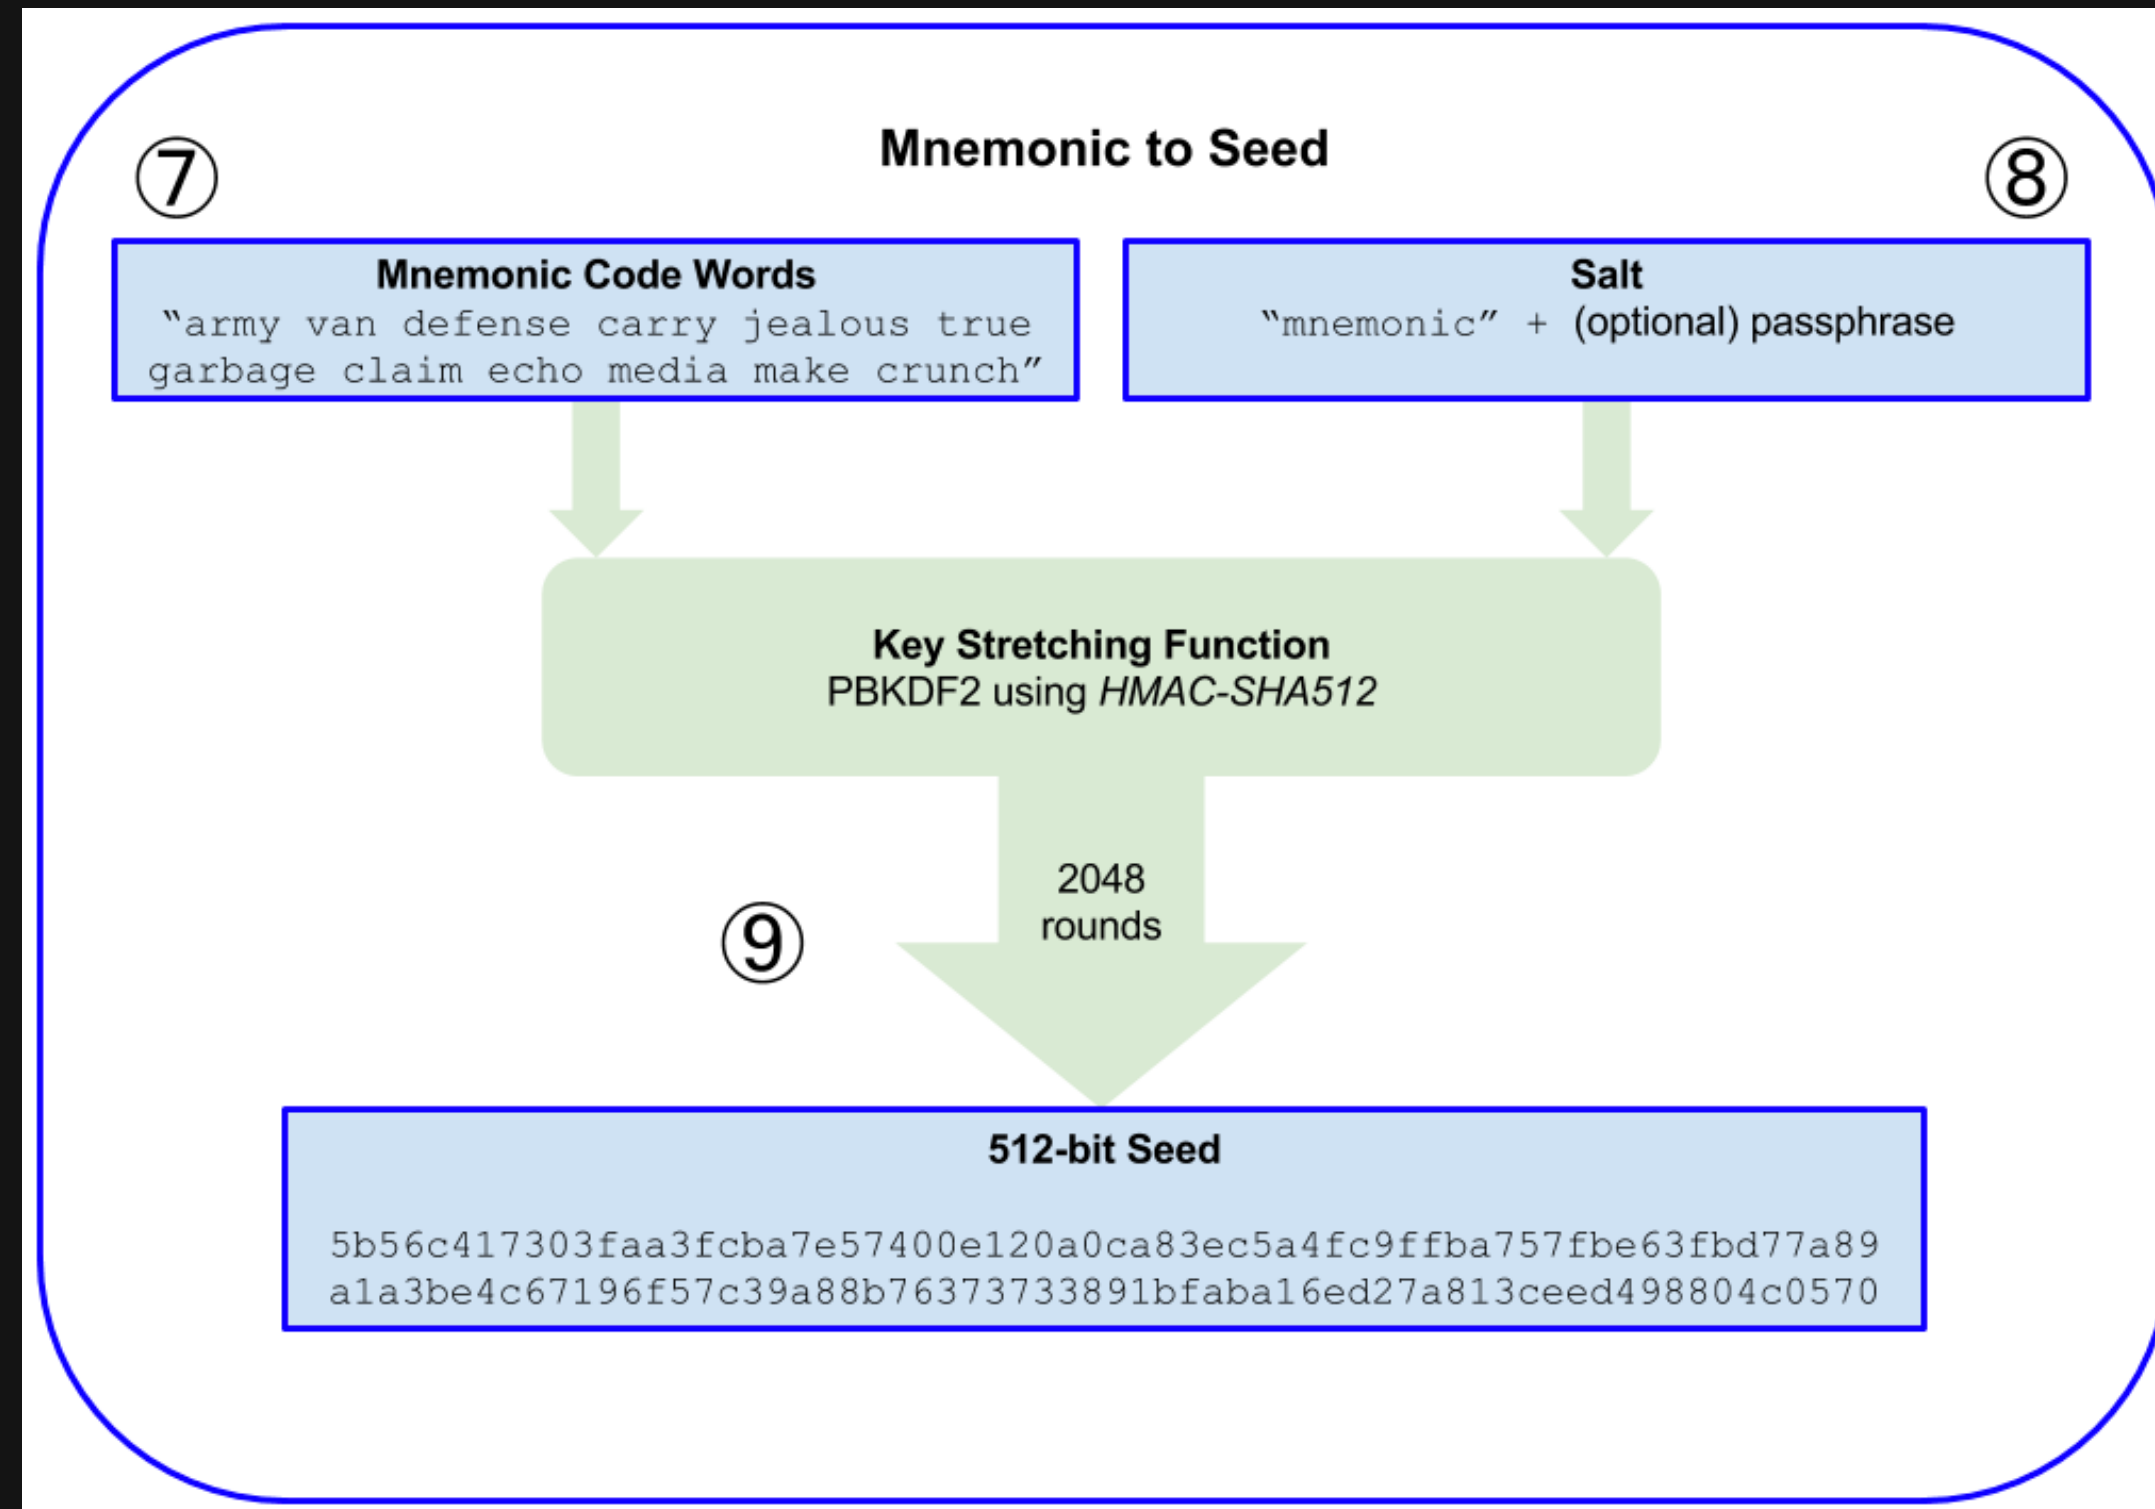 Mnemonic to Seed
⑦
⑧
Mnemonic Code Words
“army van defense carry jealous true
garbage claim echo media make crunch”
Salt
“mnemonic” + (optional) passphrase
Key Stretching Function
PBKDF2 using HMAC-SHA512
2048
rounds
⑨
512-bit Seed
5b56c417303faa3fcba7e57400e120a0ca83ec5a4fc9ffba757fbe63fbd77a89
a1a3be4c67196f57c39a88b76373733891bfaba16ed27a813ceed498804c0570